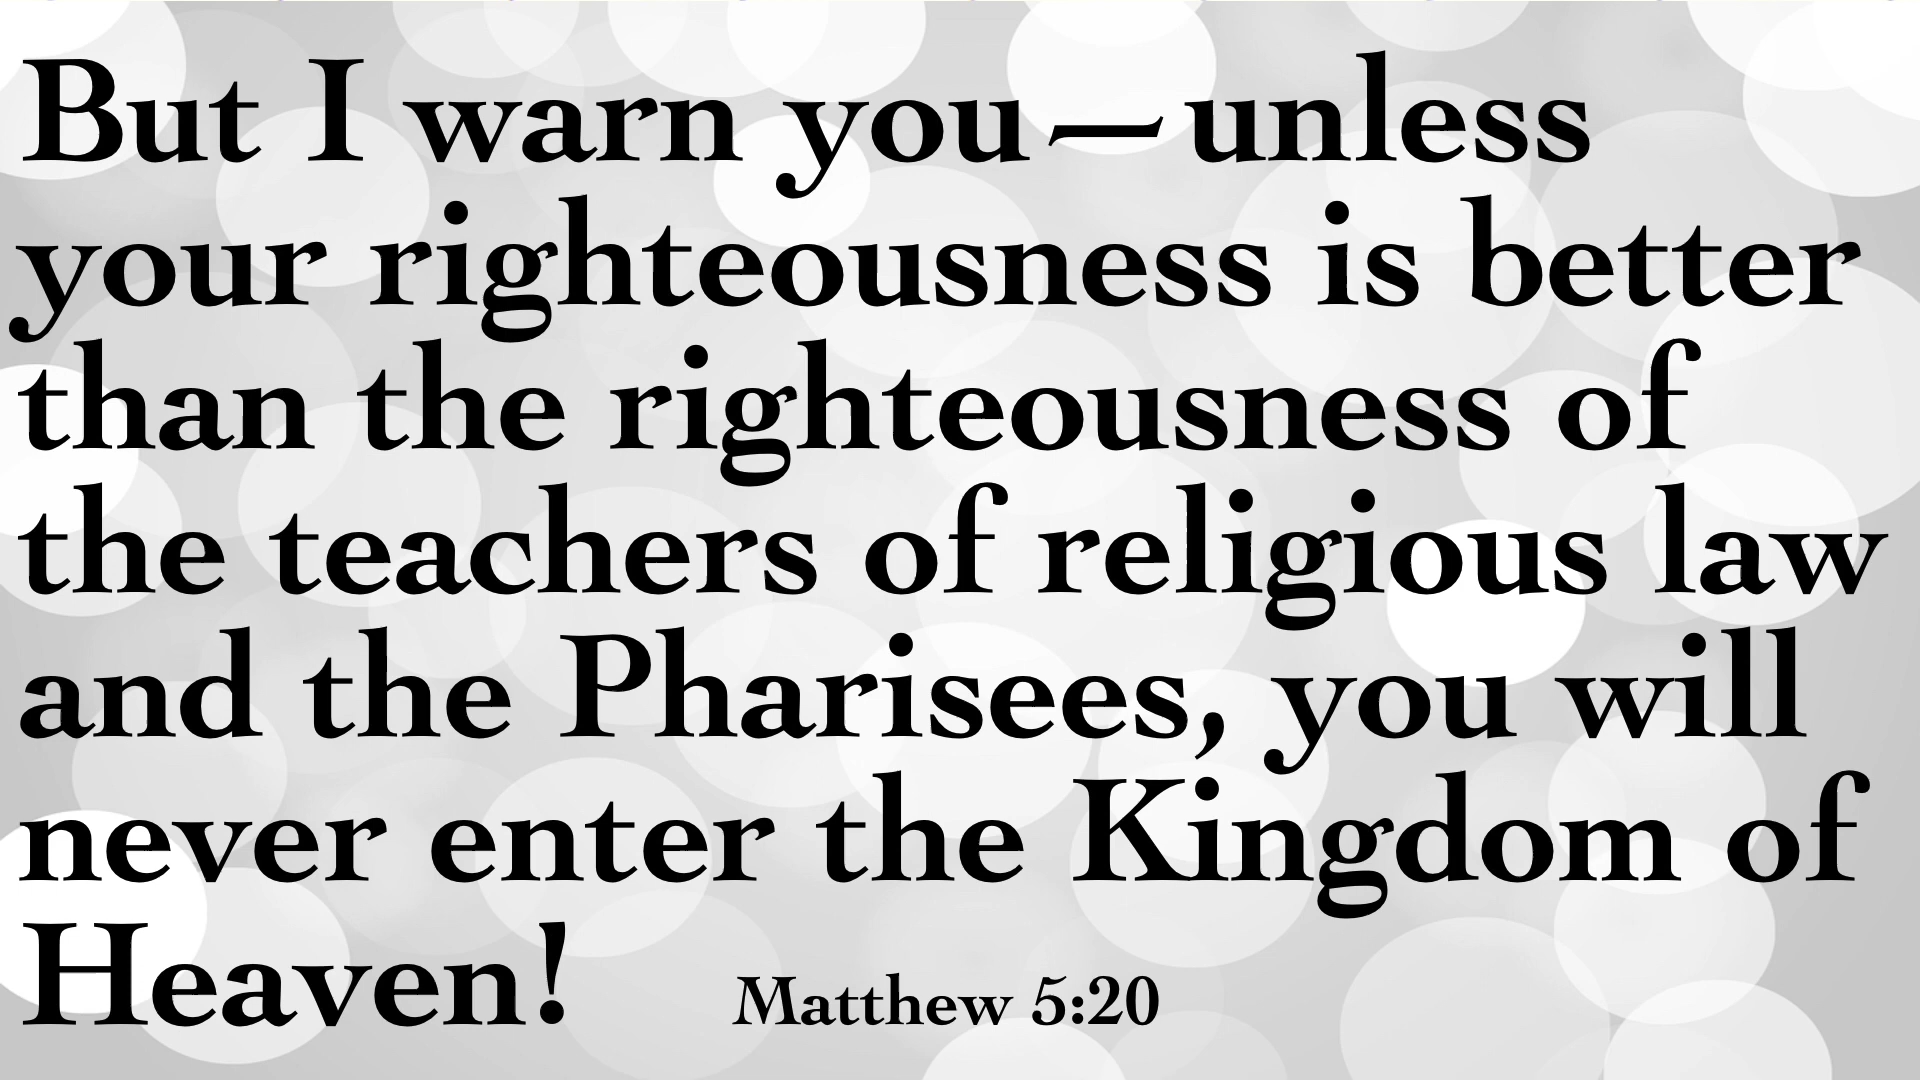 But I warn you—unless
your righteousness is better
than the righteousness of
the teachers of religious law
and the Pharisees, you will
never enter the Kingdom of
Heaven! Matthew 5:20